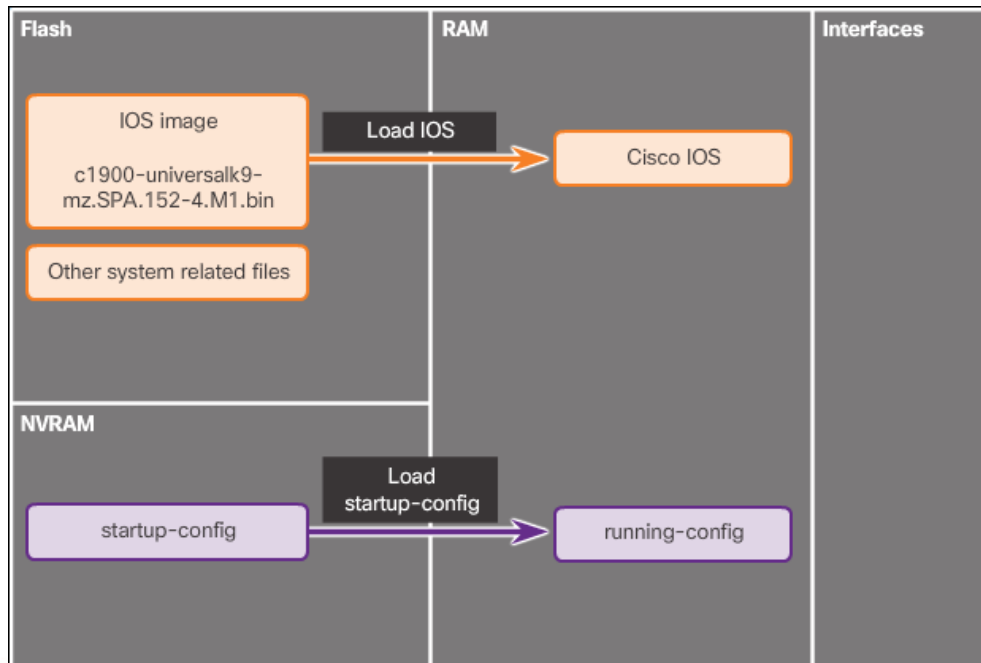 Flash
RAM
Interfaces
IOS image
c1900-universalk9-
mz.SPA.152-4.M1.bin
Load IOS
Cisco IOS
Other system related files
NVRAM
Load
startup-config
startup-config
running-config